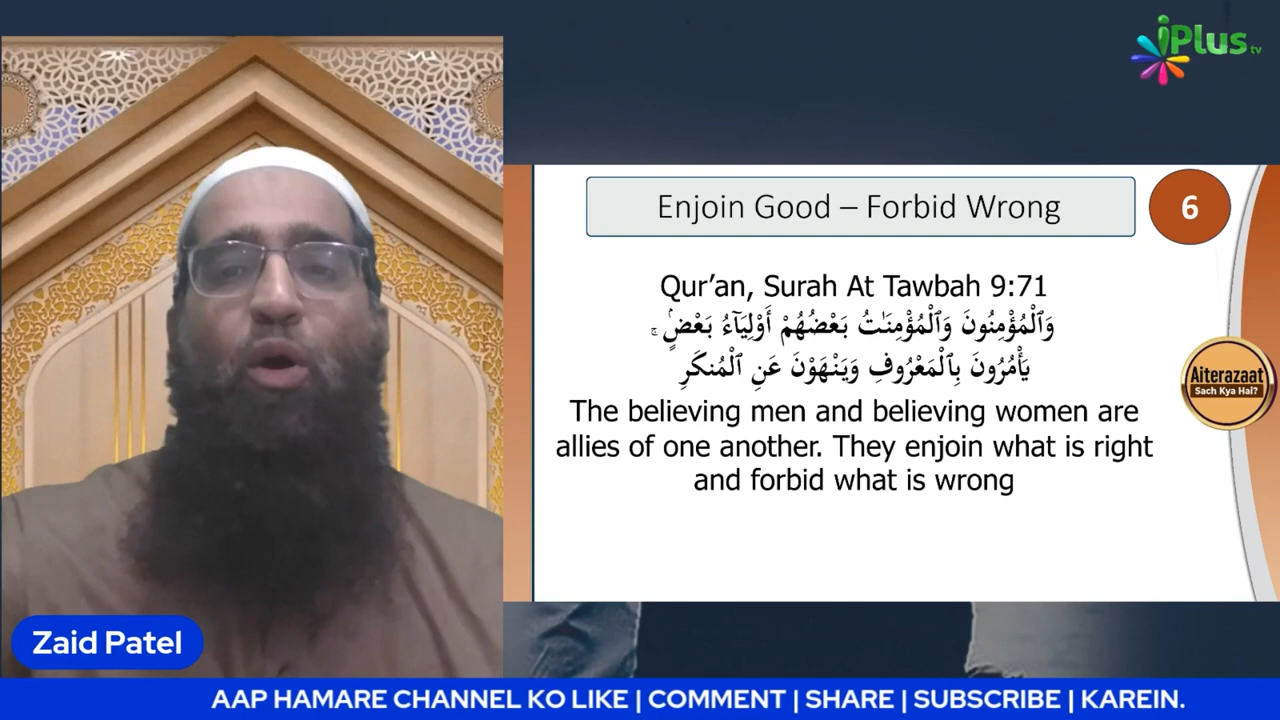 iPlus tv
Enjoin Good – Forbid Wrong
6
Qur’an, Surah At Tawbah 9:71
وَٱلْمُؤْمِنُونَ وَٱلْمُؤْمِنَـٰتُ بَعْضُهُمْ أَوْلِيَآءُ بَعْضٍۢ ۚ
يَأْمُرُونَ بِٱلْمَعْرُوفِ وَيَنْهَوْنَ عَنِ ٱلْمُنكَرِ
The believing men and believing women are
allies of one another. They enjoin what is right
and forbid what is wrong
Aiterazaat
Sach Kya Hai?
Zaid Patel
AAP HAMARE CHANNEL KO LIKE | COMMENT | SHARE | SUBSCRIBE | KAREIN.